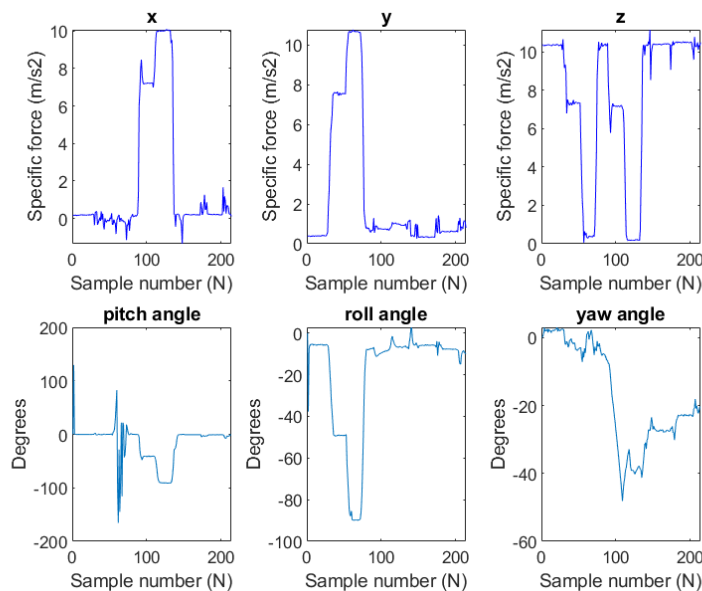 x
y
z
Specific force (m/s2)
10
8
6
4
2
0
0
100
200
Sample number (N)
Specific force (m/s2)
10
8
6
4
2
0
0
100
200
Sample number (N)
Specific force (m/s2)
10
8
6
4
2
0
0
100
200
Sample number (N)
pitch angle
roll angle
yaw angle
Degrees
200
100
0
-100
-200
0
100
200
Sample number (N)
Degrees
0
-20
-40
-60
-80
-100
0
100
200
Sample number (N)
Degrees
0
-20
-40
-60
0
100
200
Sample number (N)